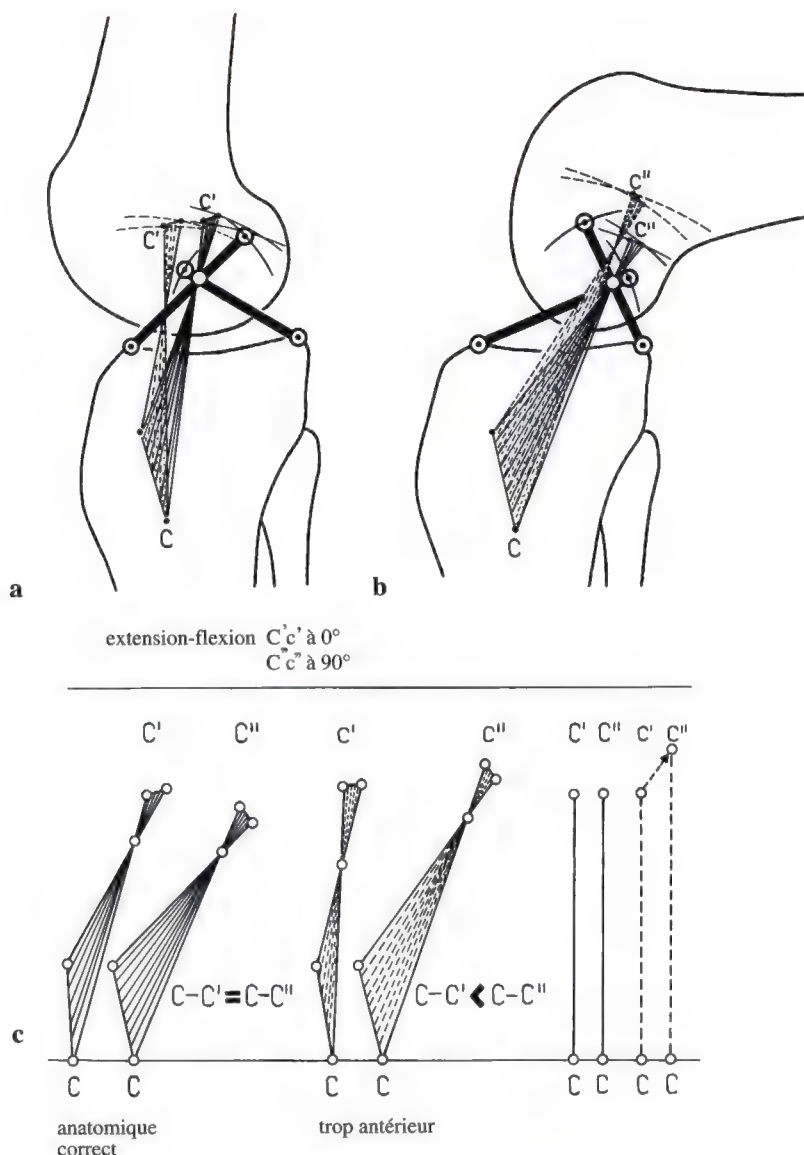 C'
C'
C
a
C"
C"
C
b
extension-flexion C'c' à 0°
C"c" à 90°
C' C" C' C" C' C" C' C"
C-C'=C-C" C-C'<C-C"
c
C C C C C C C C
anatomique trop antérieur
correct